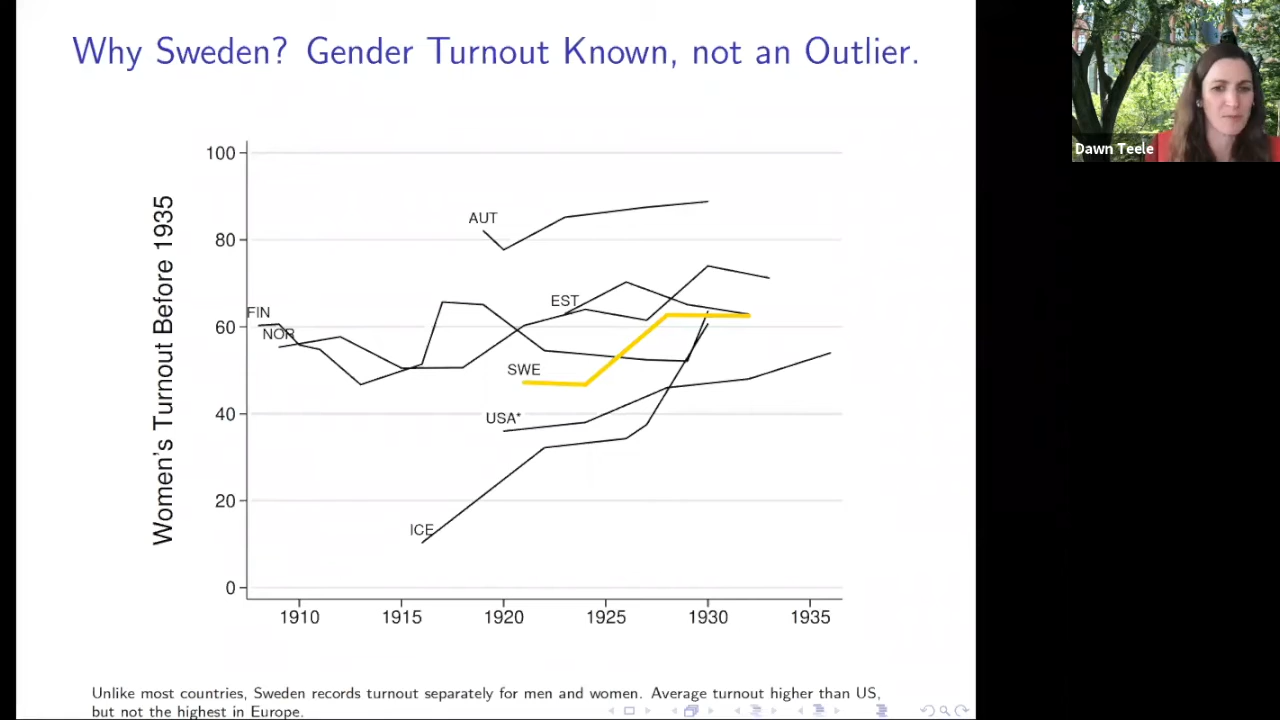 Why Sweden? Gender Turnout Known, not an Outlier.
Dawn Teele
Women's Turnout Before 1935
100
80
60
40
20
0
AUT
EST
FIN
NOR
SWE
USA*
ICE
1910 1915 1920 1925 1930 1935
Unlike most countries, Sweden records turnout separately for men and women. Average turnout higher than US,
but not the highest in Europe.